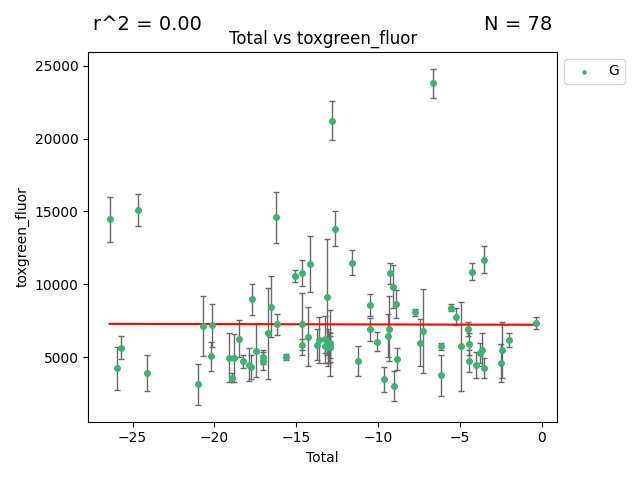 r^2 = 0.00
N = 78
Total vs toxgreen_fluor
G
25000
20000
15000
10000
5000
toxgreen_fluor
−25
−20
−15
−10
−5
0
Total